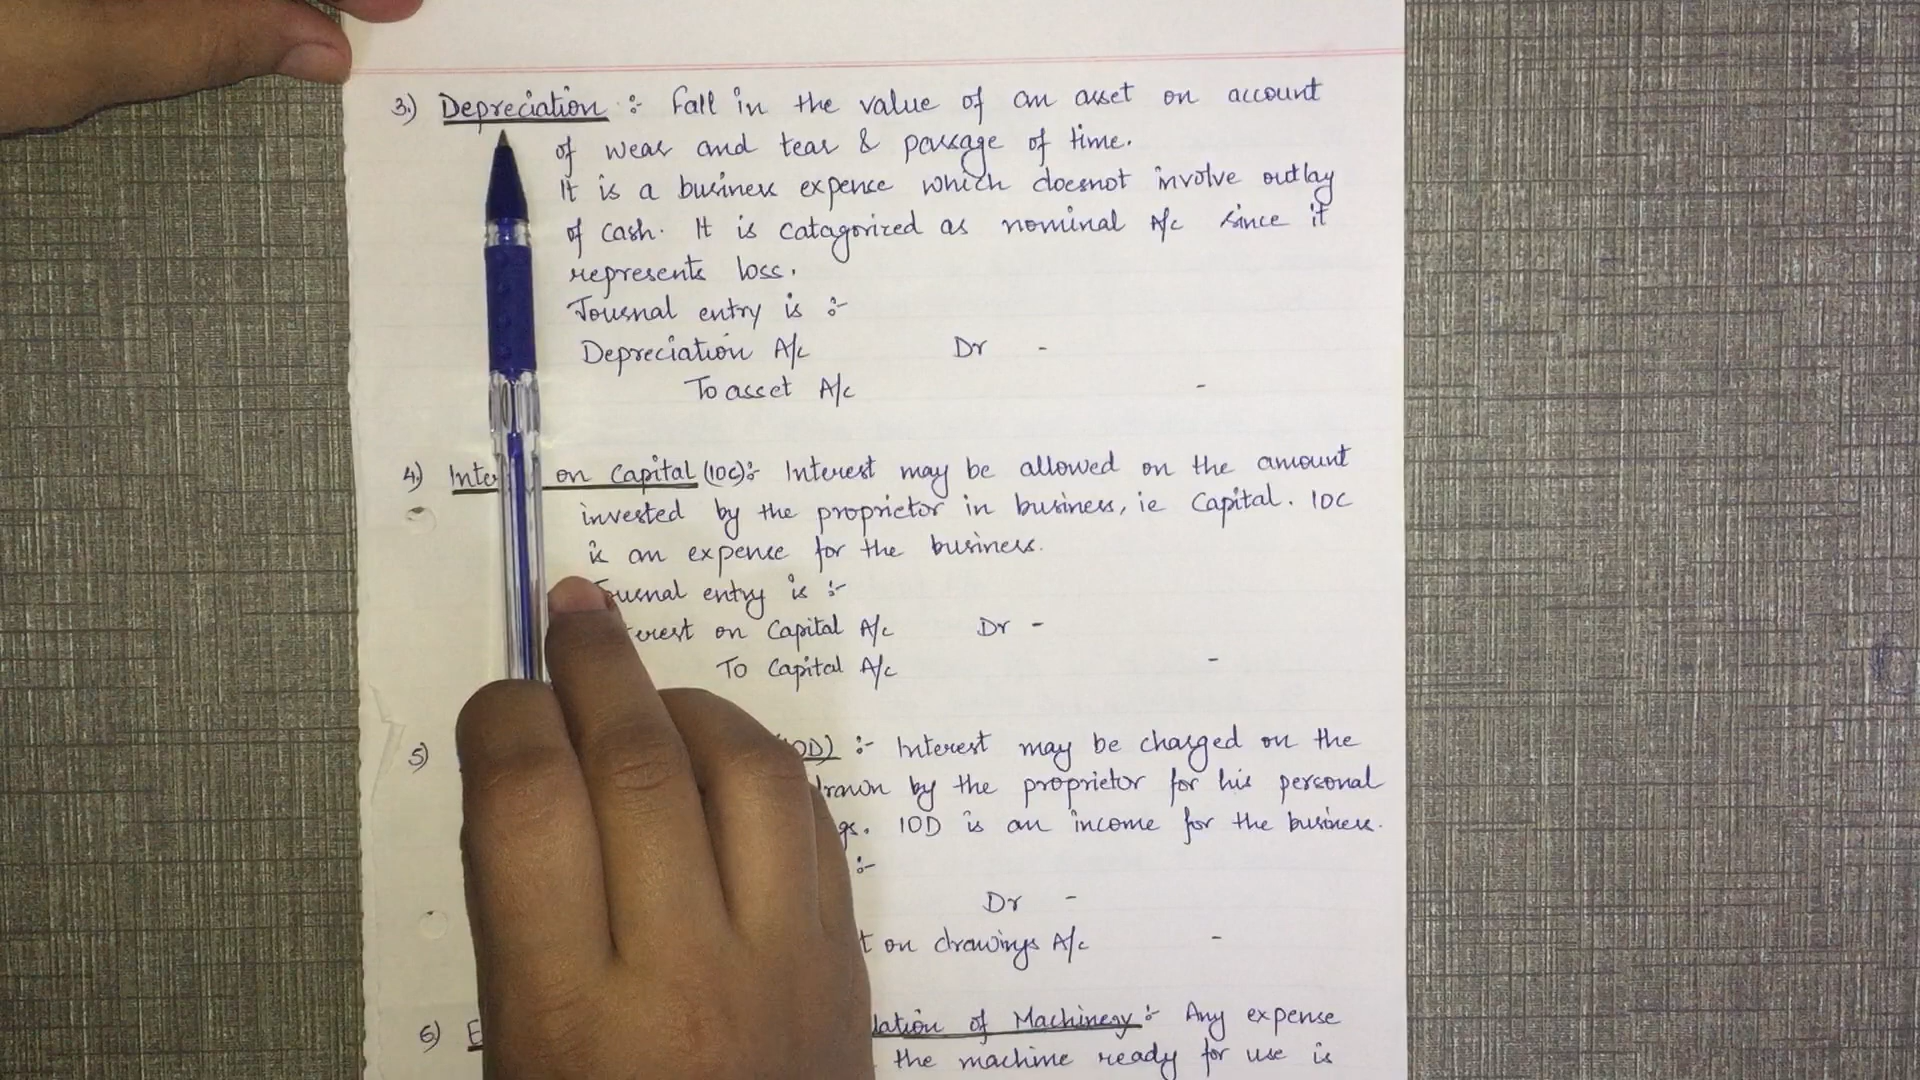 3.) Depreciation :- Fall in the value of an asset on account
of wear and tear & passage of time.
It is a business expense which doesnot involve outlay
of cash. It is catagorized as nominal A/c since it
represents loss.
Journal entry is :-
Depreciation A/c Dr -
To asset A/c -
4.) on Capital (IOC):- Interest may be allowed on the amount
invested by the proprietor in business, ie Capital. IOC
is an expense for the business.
entry is :-
on Capital A/c Dr -
To Capital A/c -
5) (IOD) :- Interest may be charged on the
by the proprietor for his personal
IOD is an income for the business.
:-
Dr -
on drawings A/c -
6) of Machinery :- Any expense
the machine ready for use is